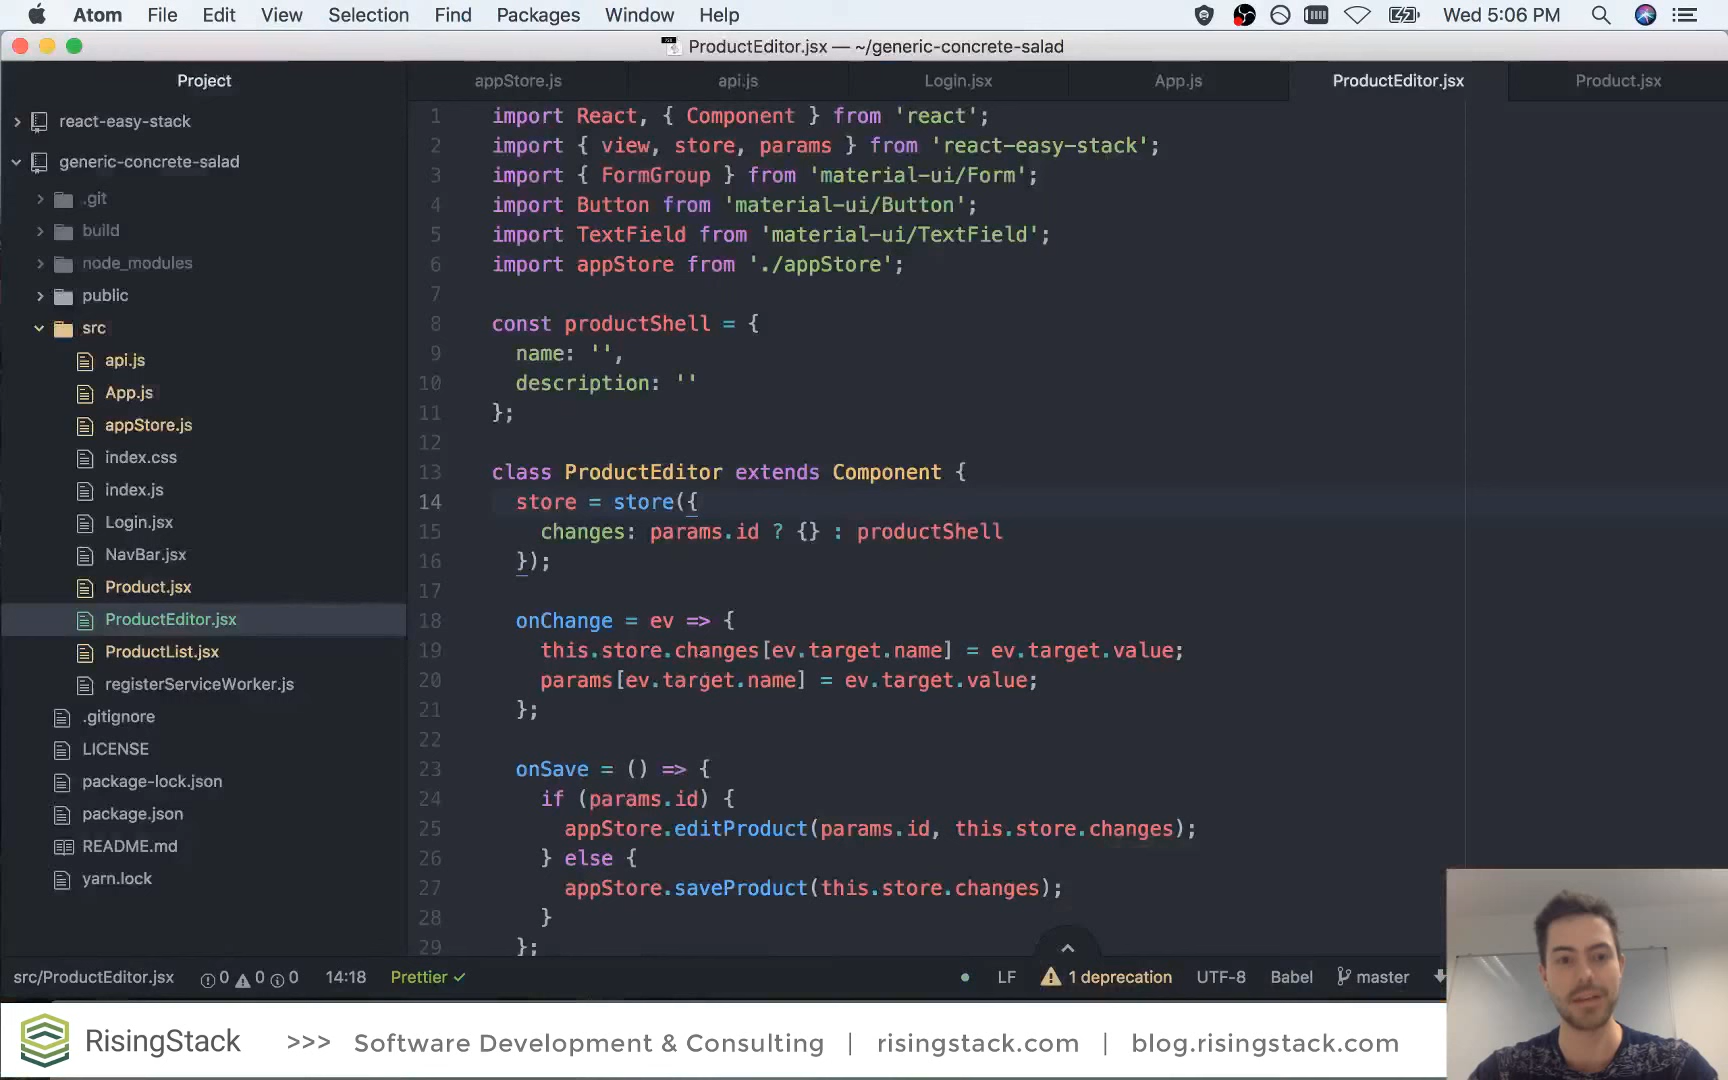 Atom File Edit View Selection Find Packages Window Help Wed 5:06 PM
ProductEditor.jsx — ~/generic-concrete-salad
Project
react-easy-stack
generic-concrete-salad
.git
build
node_modules
public
src
api.js
App.js
appStore.js
index.css
index.js
Login.jsx
NavBar.jsx
Product.jsx
ProductEditor.jsx
ProductList.jsx
registerServiceWorker.js
.gitignore
LICENSE
package-lock.json
package.json
README.md
yarn.lock
appStore.js api.js Login.jsx App.js ProductEditor.jsx Product.jsx
1 import React, { Component } from 'react';
2 import { view, store, params } from 'react-easy-stack';
3 import { FormGroup } from 'material-ui/Form';
4 import Button from 'material-ui/Button';
5 import TextField from 'material-ui/TextField';
6 import appStore from './appStore';
7
8 const productShell = {
9 name: '',
10 description: ''
11 };
12
13 class ProductEditor extends Component {
14 store = store({
15 changes: params.id ? {} : productShell
16 });
17
18 onChange = ev => {
19 this.store.changes[ev.target.name] = ev.target.value;
20 params[ev.target.name] = ev.target.value;
21 };
22
23 onSave = () => {
24 if (params.id) {
25 appStore.editProduct(params.id, this.store.changes);
26 } else {
27 appStore.saveProduct(this.store.changes);
28 }
29 };
src/ProductEditor.jsx 0 0 0 14:18 Prettier ✓ LF 1 deprecation UTF-8 Babel master
RisingStack >>> Software Development & Consulting | risingstack.com | blog.risingstack.com